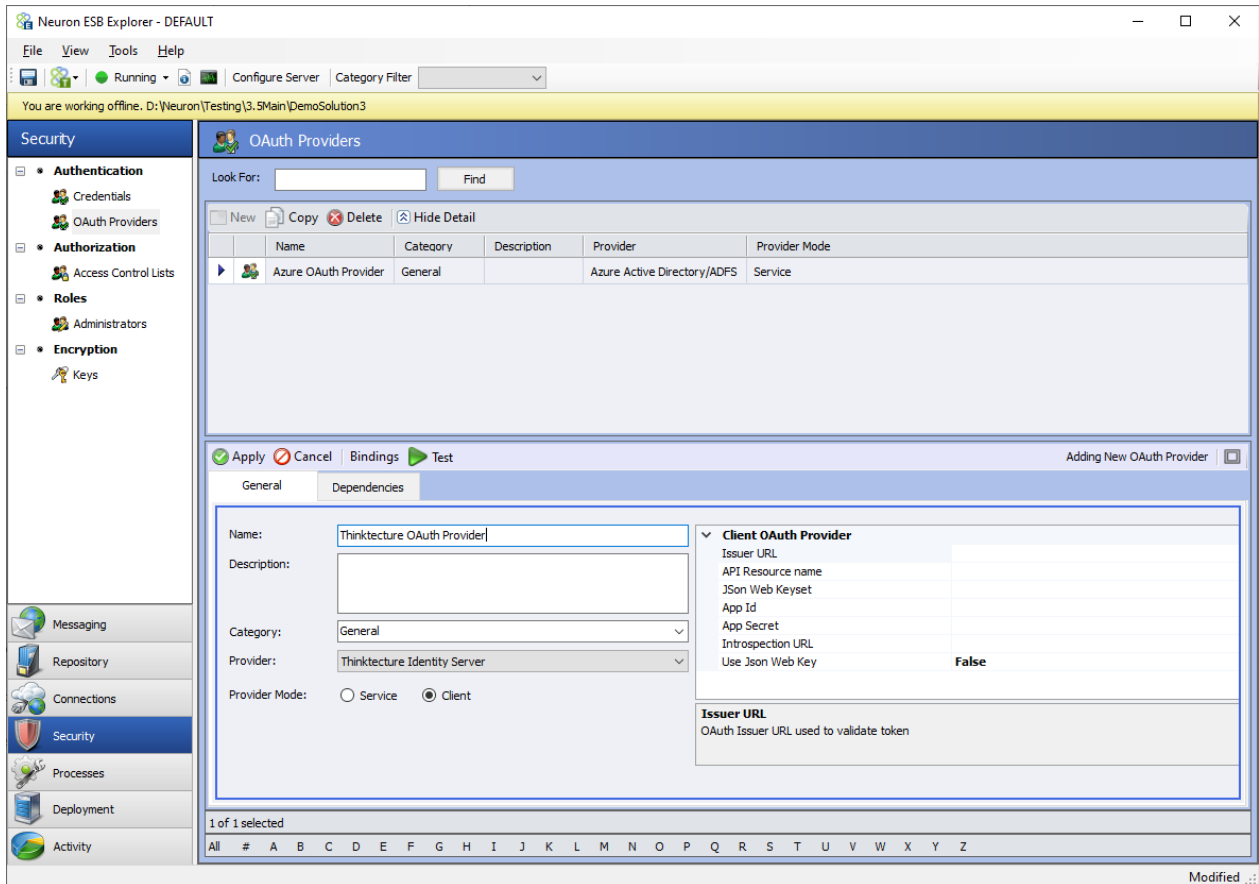 Neuron ESB Explorer - DEFAULT
File View Tools Help
Running Configure Server Category Filter
You are working offline. D:\Neuron\Testing\3.5Main\DemoSolution3
Security
Authentication
Credentials
OAuth Providers
Authorization
Access Control Lists
Roles
Administrators
Encryption
Keys
Messaging
Repository
Connections
Security
Processes
Deployment
Activity
OAuth Providers
Look For: Find
New Copy Delete Hide Detail
Name Category Description Provider Provider Mode
Azure OAuth Provider General Azure Active Directory/ADFS Service
Apply Cancel Bindings Test Adding New OAuth Provider
General Dependencies
Name: Thinktecture OAuth Provider
Description:
Category: General
Provider: Thinktecture Identity Server
Provider Mode: Service Client
Client OAuth Provider
Issuer URL
API Resource name
JSon Web Keyset
App Id
App Secret
Introspection URL
Use Json Web Key False
Issuer URL
OAuth Issuer URL used to validate token
1 of 1 selected
All # A B C D E F G H I J K L M N O P Q R S T U V W X Y Z
Modified